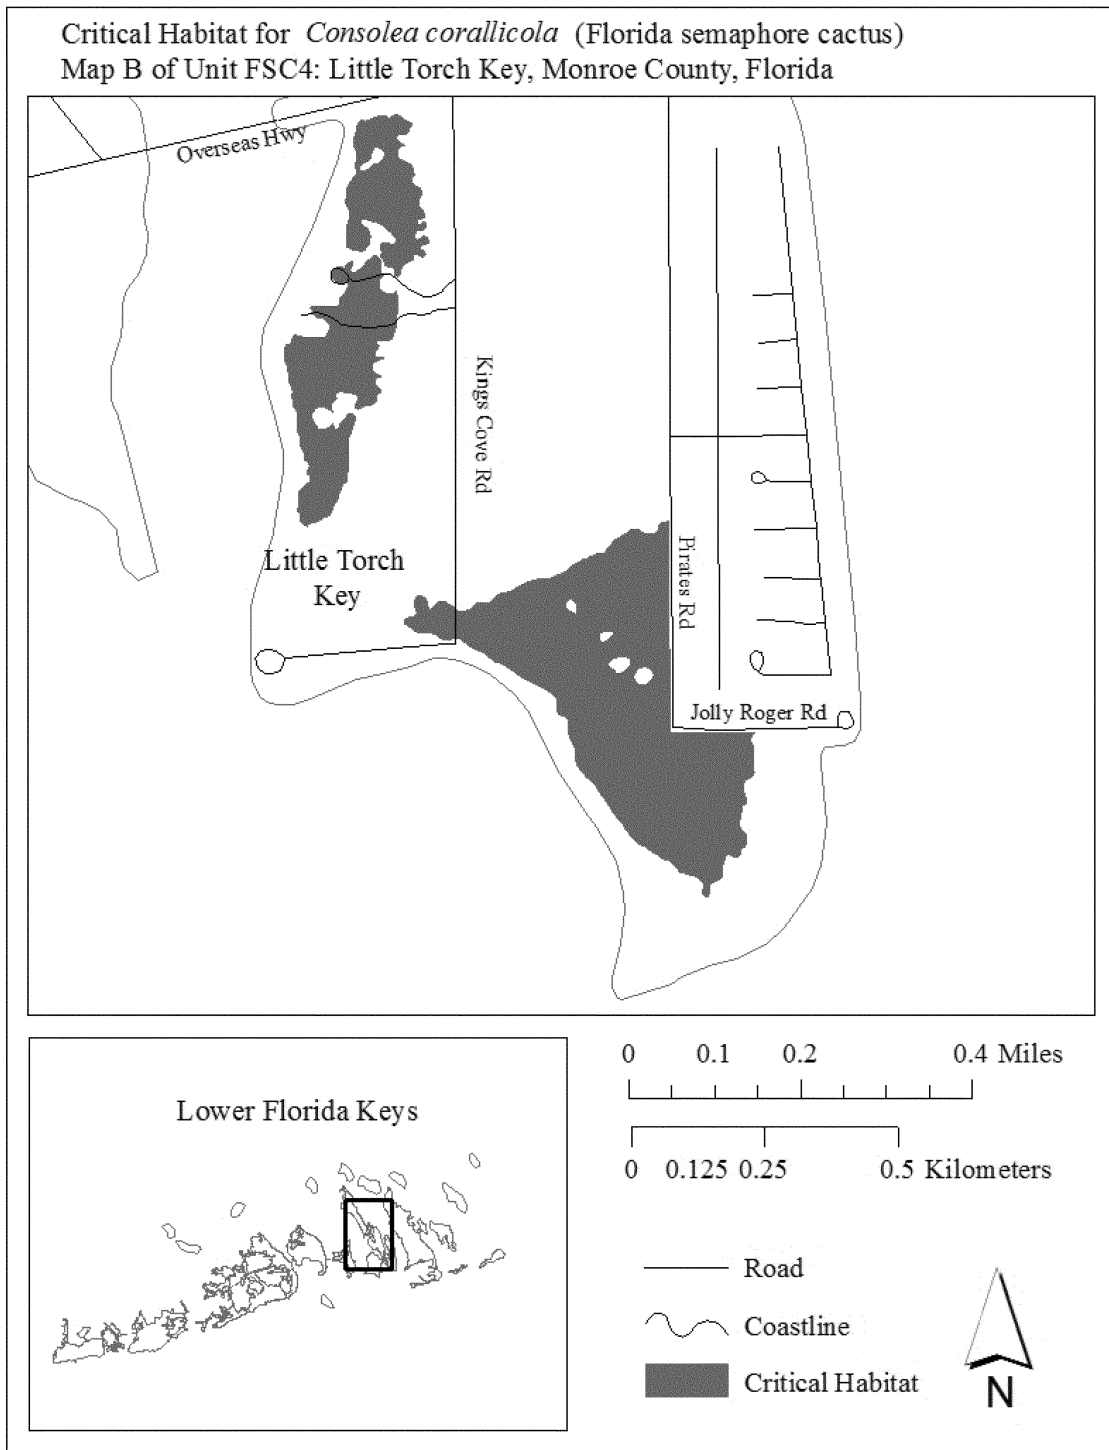 Critical Habitat for Consolea corallicola (Florida semaphore cactus)
Map B of Unit FSC4: Little Torch Key, Monroe County, Florida
Overseas Hwy
Kings Cove Rd
Little Torch
Key
Pirates Rd
Jolly Roger Rd
Lower Florida Keys
0 0.1 0.2 0.4 Miles
0 0.125 0.25 0.5 Kilometers
Road
Coastline
Critical Habitat
N